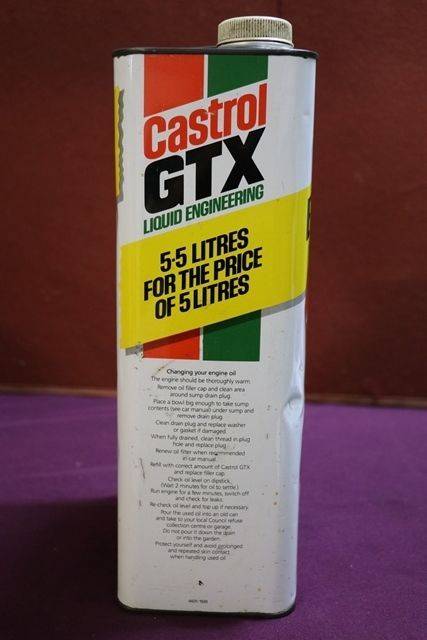 Castrol
GTX
LIQUID ENGINEERING
5·5 LITRES
FOR THE PRICE
OF 5 LITRES
Changing your engine oil
The engine should be thoroughly warm.
Remove oil filler cap and clean area
around sump drain plug.
Place a bowl big enough to take sump
contents (see car manual) under sump and
remove drain plug.
Clean drain plug and replace washer
or gasket if damaged.
When fully drained, clean thread in plug
hole and replace plug.
Renew oil filter when recommended
in car manual.
Refill with correct amount of Castrol GTX
and replace filler cap.
Check oil level on dipstick.
(Wait 2 minutes for oil to settle.)
Run engine for a few minutes, switch off
and check for leaks.
Re-check oil level and top up if necessary.
Pour the used oil into an old can
and take to your local Council refuse
collection centre or garage.
Do not pour it down the drain
or into the garden.
Protect yourself and avoid prolonged
and repeated skin contact
when handling used oil.